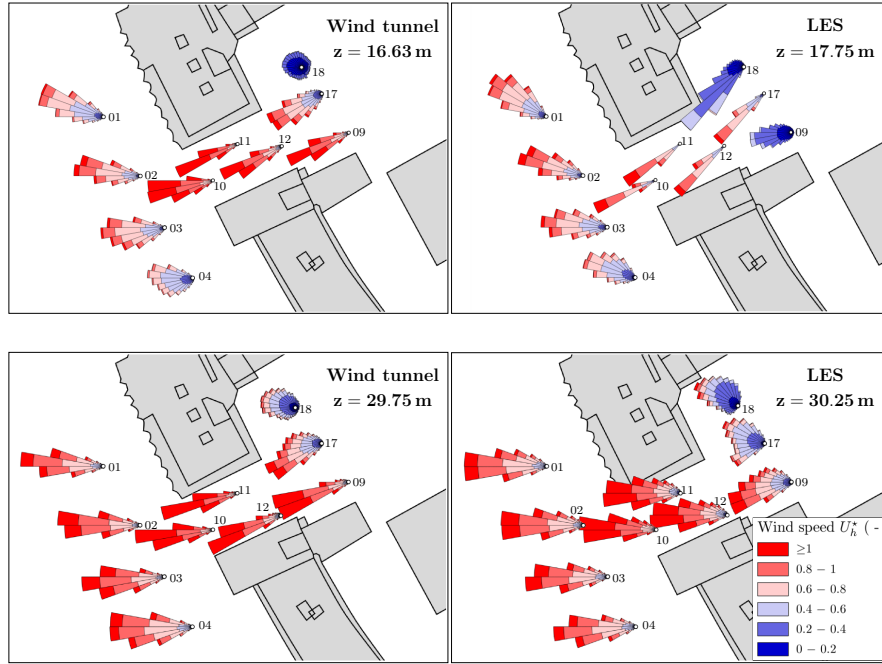 Wind tunnel
z = 16.63 m
18
17
01
11
12
09
02
10
03
04
LES
z = 17.75 m
18
17
01
09
11
12
02
10
03
04
Wind tunnel
z = 29.75 m
18
17
01
11
09
12
02
10
03
04
LES
z = 30.25 m
18
17
01
11
09
02
12
10
03
04
Wind speed U*h ( -
≥1
0.8 − 1
0.6 − 0.8
0.4 − 0.6
0.2 − 0.4
0 − 0.2